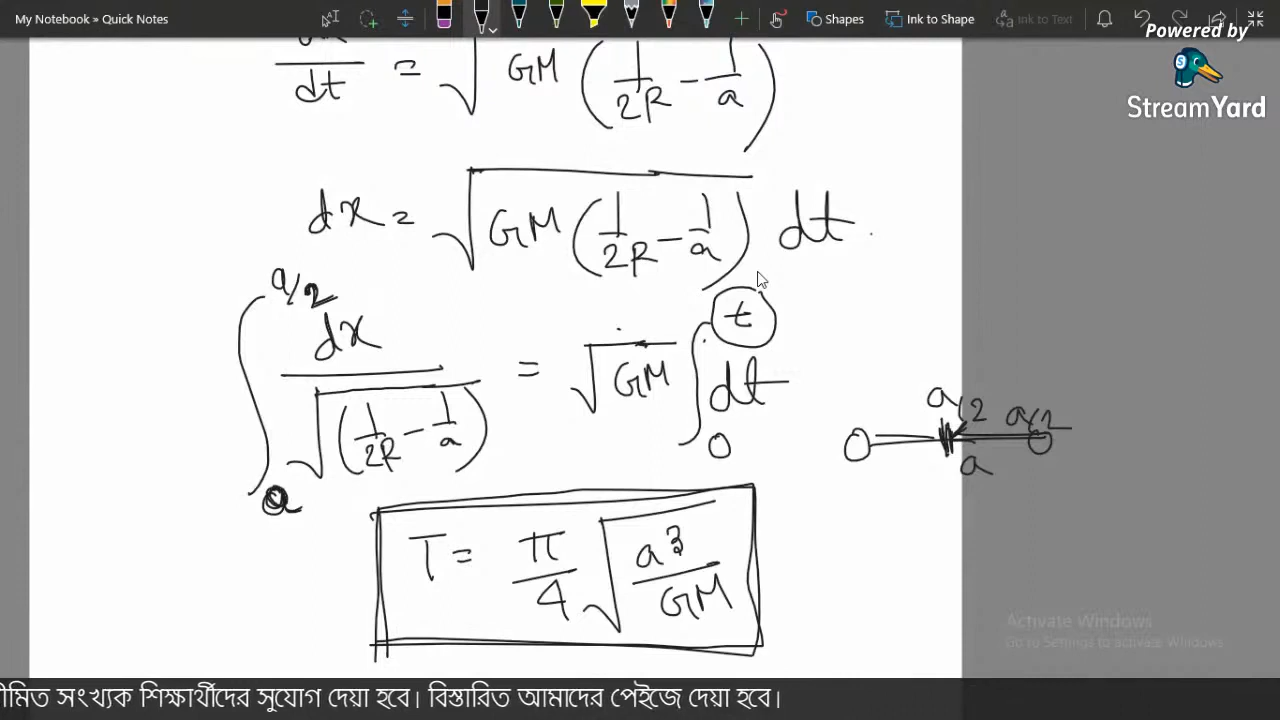 My Notebook » Quick Notes
Shapes
Ink to Shape
Ink to Text
Powered by
StreamYard
dt = √GM (1/2R − 1/a)
dx = √GM (1/2R − 1/a) dt
∫ₐ^(a/2) dx/√(1/2R − 1/a) = √GM ∫₀^t dt
a/2 a/2
a
T = π/4 √a³/GM
Activate Windows
Go to Settings to activate Windows.
শিক্ষার্থীদের সুযোগ দেয়া হবে। বিস্তারিত আমাদের পেইজে দেয়া হবে।